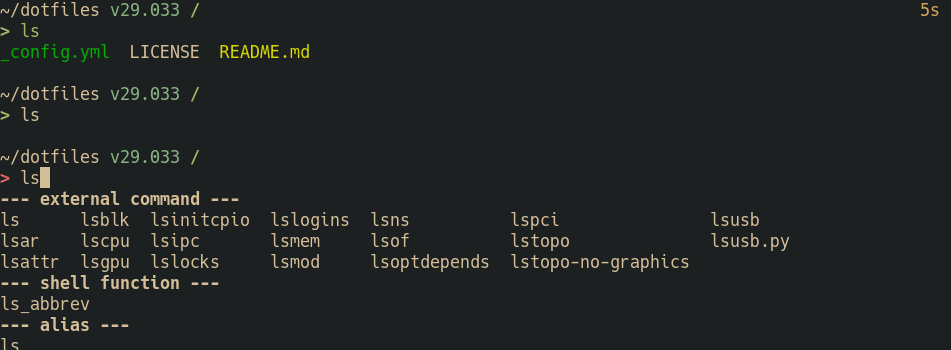 ~/dotfiles v29.033 / 5s
> ls
_config.yml LICENSE README.md
~/dotfiles v29.033 /
> ls
~/dotfiles v29.033 /
> ls
--- external command ---
ls lsblk lsinitcpio lslogins lsns lspci lsusb
lsar lscpu lsipc lsmem lsof lstopo lsusb.py
lsattr lsgpu lslocks lsmod lsoptdepends lstopo-no-graphics
--- shell function ---
ls_abbrev
--- alias ---
ls